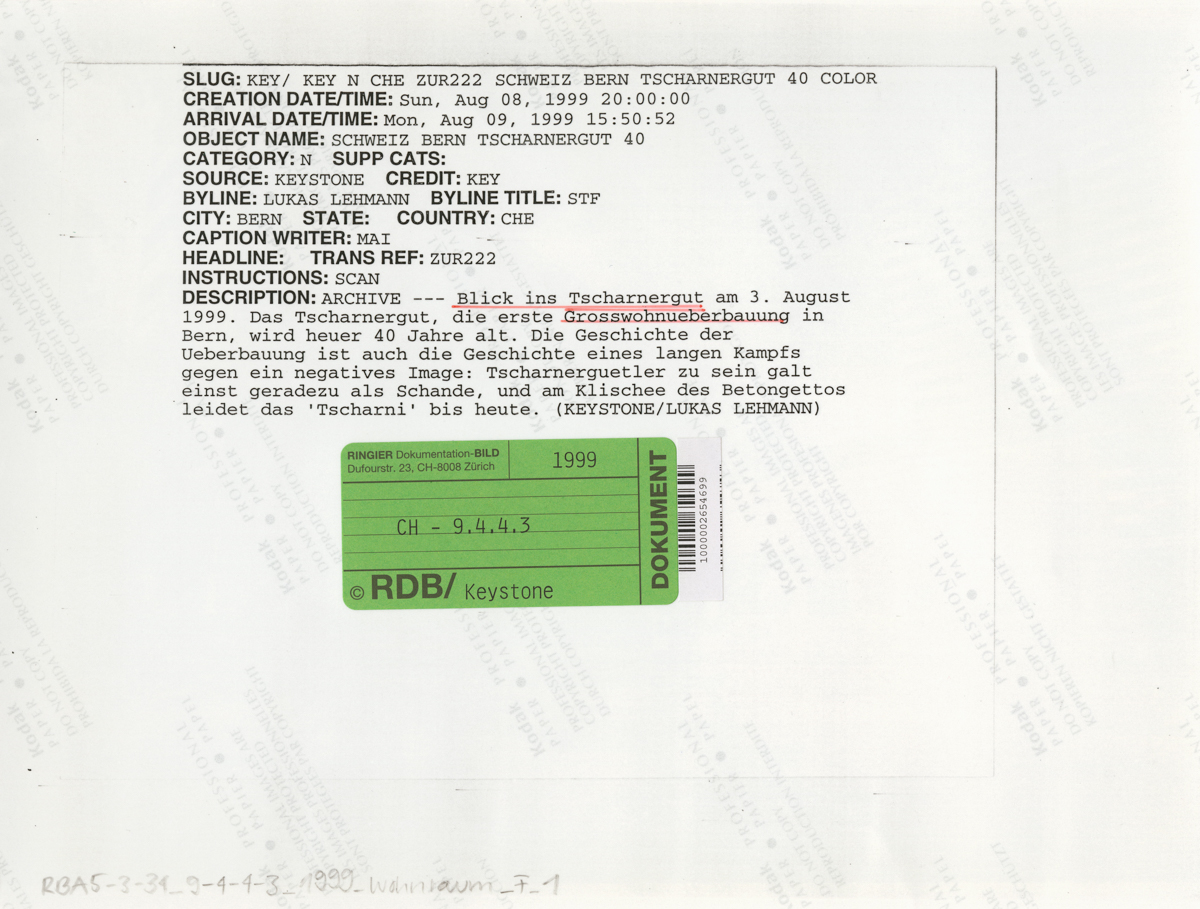 SLUG: KEY/ KEY N CHE ZUR222 SCHWEIZ BERN TSCHARNERGUT 40 COLOR
CREATION DATE/TIME: Sun, Aug 08, 1999 20:00:00
ARRIVAL DATE/TIME: Mon, Aug 09, 1999 15:50:52
OBJECT NAME: SCHWEIZ BERN TSCHARNERGUT 40
CATEGORY: N SUPP CATS:
SOURCE: KEYSTONE CREDIT: KEY
BYLINE: LUKAS LEHMANN BYLINE TITLE: STF
CITY: BERN STATE: COUNTRY: CHE
CAPTION WRITER: MAI
HEADLINE: TRANS REF: ZUR222
INSTRUCTIONS: SCAN
DESCRIPTION: ARCHIVE --- Blick ins Tscharnergut am 3. August
1999. Das Tscharnergut, die erste Grosswohnueberbauung in
Bern, wird heuer 40 Jahre alt. Die Geschichte der
Ueberbauung ist auch die Geschichte eines langen Kampfs
gegen ein negatives Image: Tscharnerguetler zu sein galt
einst geradezu als Schande, und am Klischee des Betongettos
leidet das 'Tscharni' bis heute. (KEYSTONE/LUKAS LEHMANN)
RINGIER Dokumentation-BILD
Dufourstr. 23, CH-8008 Zürich
1999
CH - 9.4.4.3
© RDB/ Keystone
DOKUMENT
1000002654699
RBA5-3-34_9-4-4-3_1999_Wohnraum_F_1